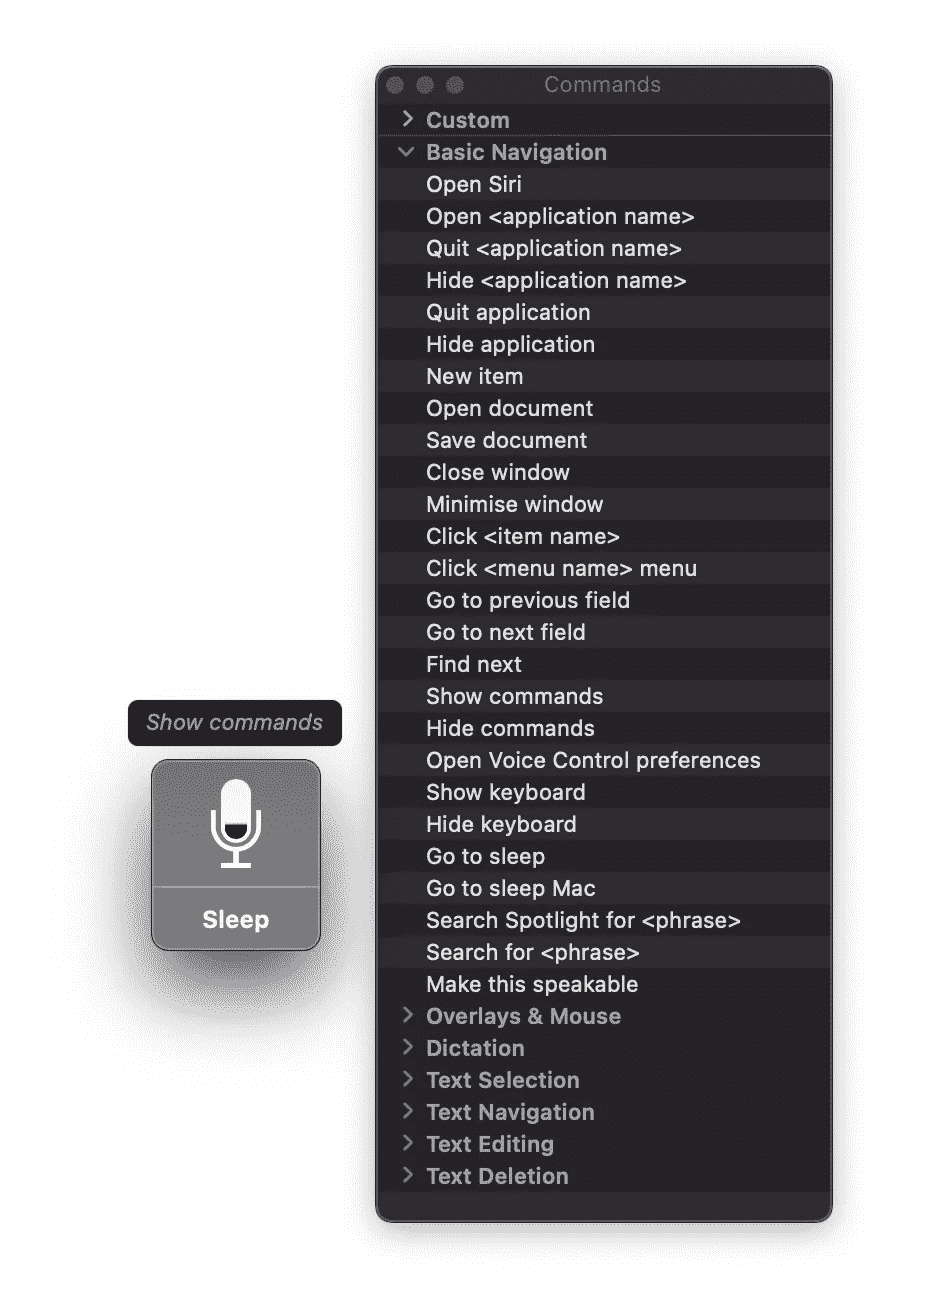 Commands
Custom
Basic Navigation
Open Siri
Open <application name>
Quit <application name>
Hide <application name>
Quit application
Hide application
New item
Open document
Save document
Close window
Minimise window
Click <item name>
Click <menu name> menu
Go to previous field
Go to next field
Find next
Show commands
Hide commands
Open Voice Control preferences
Show keyboard
Hide keyboard
Go to sleep
Go to sleep Mac
Search Spotlight for <phrase>
Search for <phrase>
Make this speakable
Overlays & Mouse
Dictation
Text Selection
Text Navigation
Text Editing
Text Deletion
Show commands
Sleep